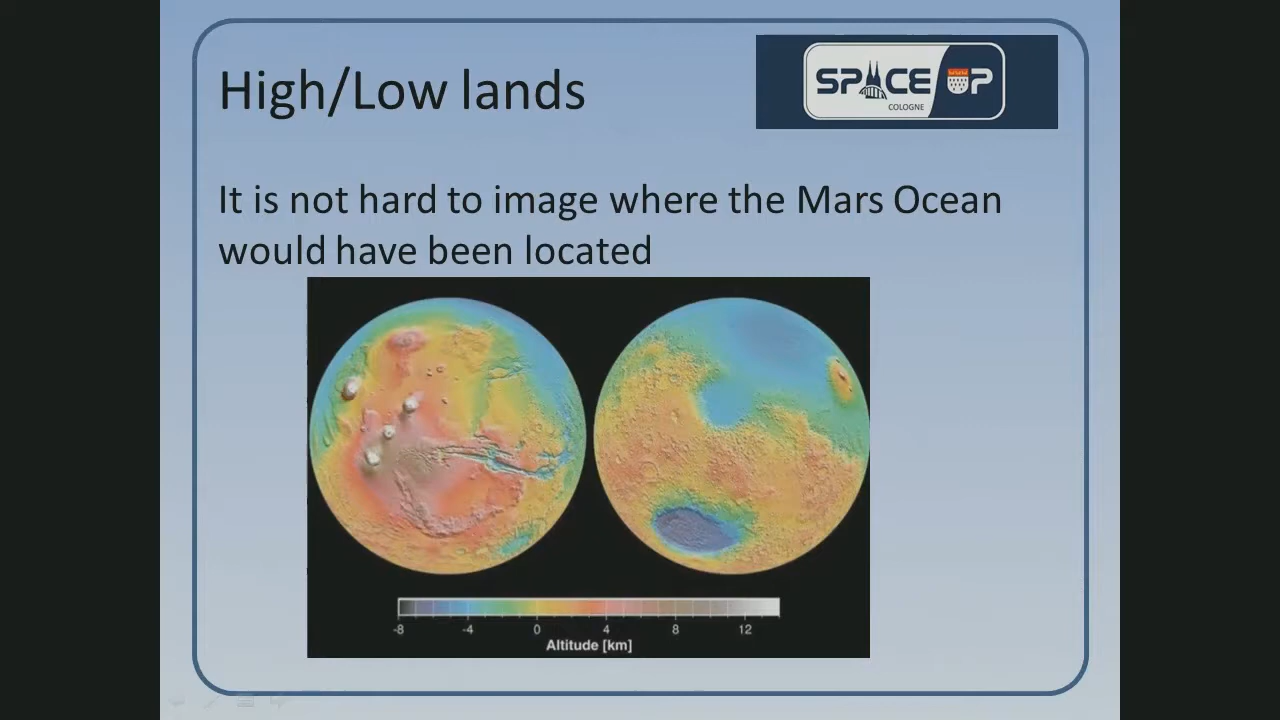 High/Low lands
SPACE UP
COLOGNE
It is not hard to image where the Mars Ocean
would have been located
-8 -4 0 4 8 12
Altitude [km]